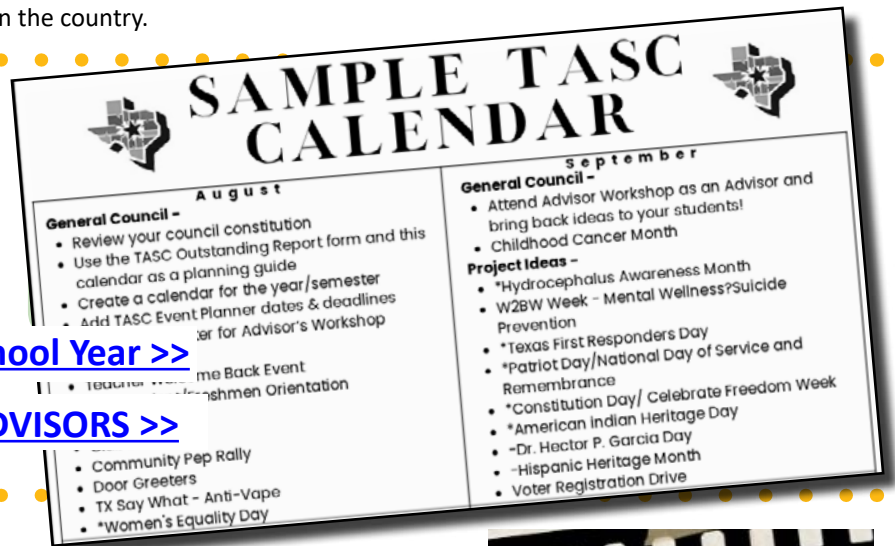 n the country.
SAMPLE TASC
CALENDAR
August
General Council -
• Review your council constitution
• Use the TASC Outstanding Report form and this
calendar as a planning guide
• Create a calendar for the year/semester
• Add TASC Event Planner dates & deadlines
er for Advisor's Workshop
hool Year >>
• Teacher me Back Event
shmen Orientation
DVISORS >>
• Community Pep Rally
• Door Greeters
• TX Say What - Anti-Vape
• *Women's Equality Day
September
General Council -
• Attend Advisor Workshop as an Advisor and
bring back ideas to your students!
• Childhood Cancer Month
Project Ideas -
• *Hydrocephalus Awareness Month
• W2BW Week - Mental Wellness?Suicide
Prevention
• *Texas First Responders Day
• *Patriot Day/National Day of Service and
Remembrance
• *Constitution Day/ Celebrate Freedom Week
• *American Indian Heritage Day
• -Dr. Hector P. Garcia Day
• -Hispanic Heritage Month
• Voter Registration Drive